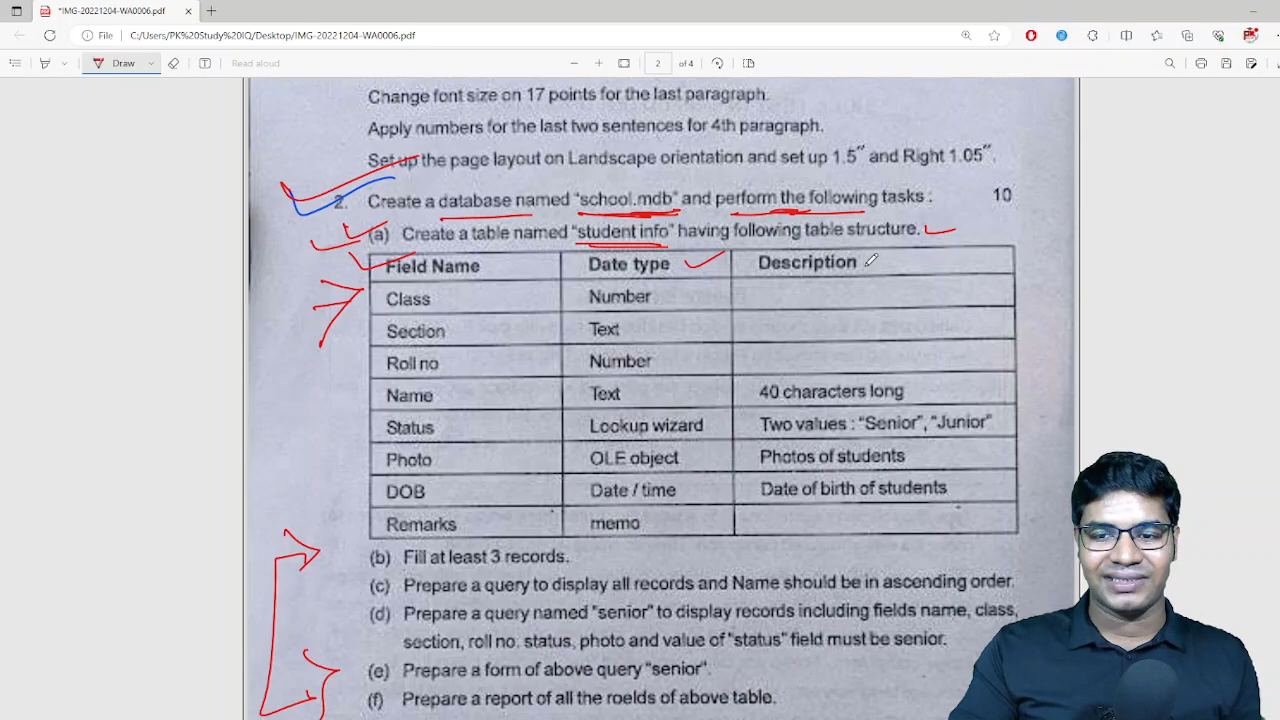 *IMG-20221204-WA0006.pdf
File C:/Users/PK%20Study%20IQ/Desktop/IMG-20221204-WA0006.pdf
Draw Read aloud 2 of 4
Change font size on 17 points for the last paragraph.
Apply numbers for the last two sentences for 4th paragraph.
Set up the page layout on Landscape orientation and set up 1.5" and Right 1.05".
2. Create a database named "school.mdb" and perform the following tasks : 10
(a) Create a table named "student info" having following table structure.
Field Name Date type Description
Class Number
Section Text
Roll no Number
Name Text 40 characters long
Status Lookup wizard Two values : "Senior", "Junior"
Photo OLE object Photos of students
DOB Date / time Date of birth of students
Remarks memo
(b) Fill at least 3 records.
(c) Prepare a query to display all records and Name should be in ascending order.
(d) Prepare a query named "senior" to display records including fields name, class,
section, roll no. status, photo and value of "status" field must be senior.
(e) Prepare a form of above query "senior".
(f) Prepare a report of all the roelds of above table.